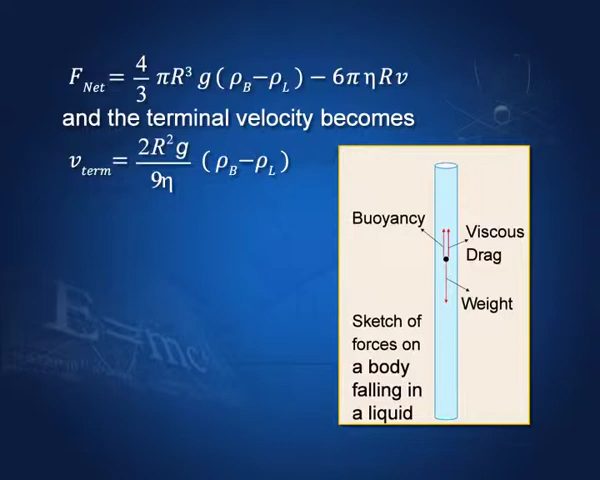 F_Net = 4/3 πR³ g(ρ_B−ρ_L) − 6πηRv
and the terminal velocity becomes
v_term = 2R²g/9η (ρ_B−ρ_L)
Buoyancy
Viscous
Drag
Weight
Sketch of
forces on
a body
falling in
a liquid
E=mc²